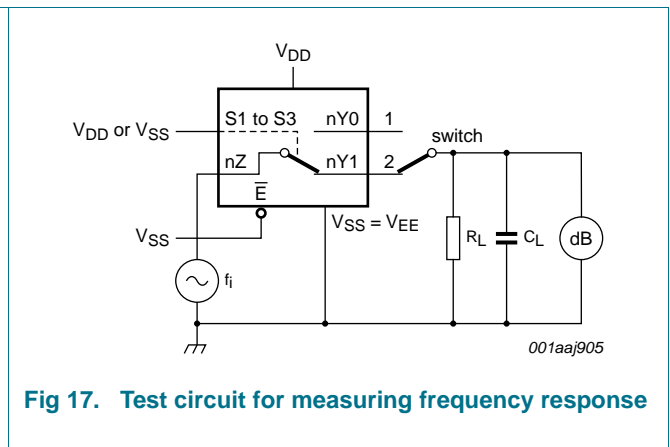 VDD
VDD or VSS
S1 to S3
nY0
1
switch
nZ
nY1
2
E̅
VSS = VEE
VSS
fi
RL
CL
dB
001aaj905
Fig 17. Test circuit for measuring frequency response